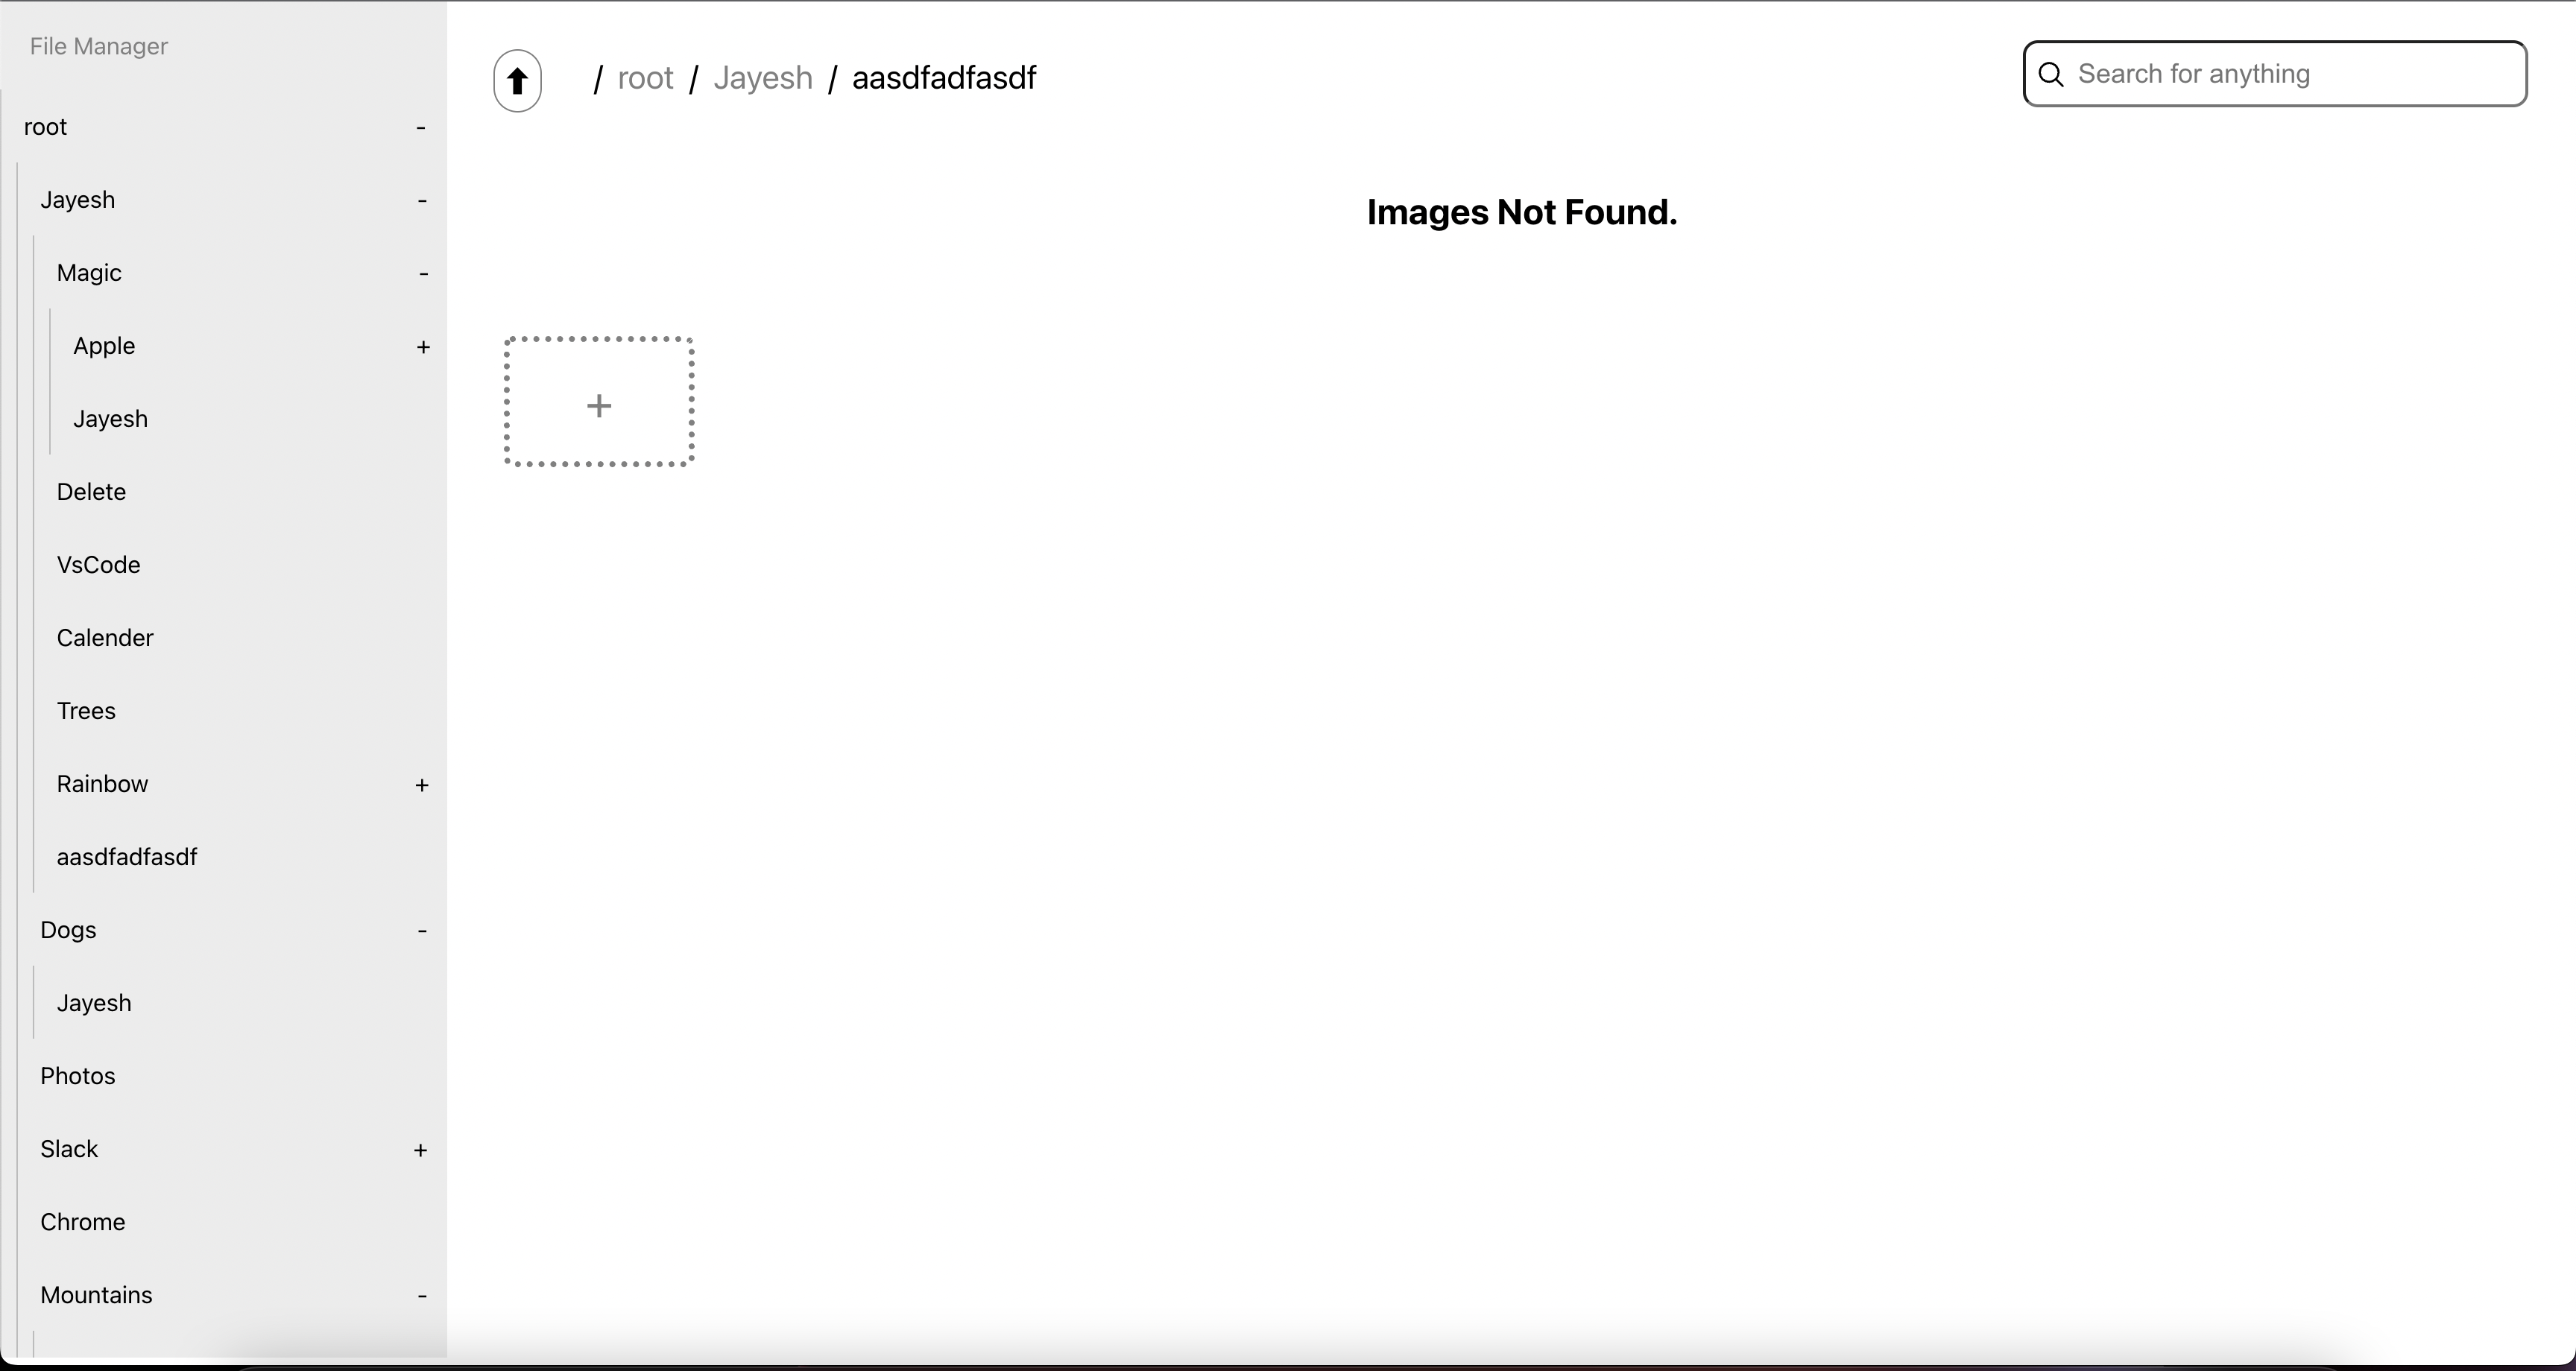 File Manager
root -
Jayesh -
Magic -
Apple +
Jayesh
Delete
VsCode
Calender
Trees
Rainbow +
aasdfadfasdf
Dogs -
Jayesh
Photos
Slack +
Chrome
Mountains -
/ root / Jayesh / aasdfadfasdf
Search for anything
Images Not Found.
+